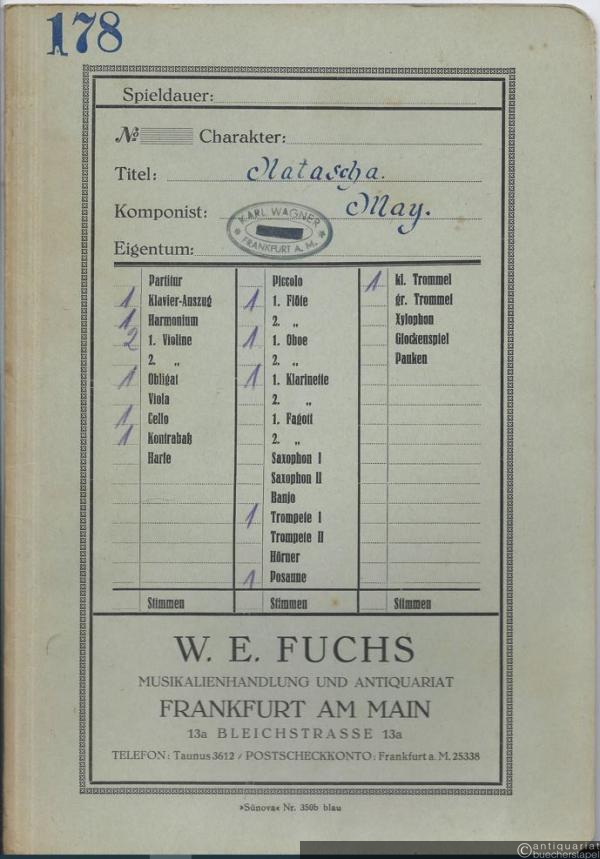 178
Spieldauer:
№ Charakter:
Titel: Natascha.
Komponist: May.
KARL WAGNER
FRANKFURT A. M.
Eigentum:
Partitur
1 Klavier-Auszug
1 Harmonium
2 1. Violine
2. „
1 Obligat
Viola
1 Cello
1 Kontrabaß
Harfe
Stimmen
Piccolo
1 1. Flöte
2. „
1 1. Oboe
2. „
1 1. Klarinette
2. „
1. Fagott
2. „
Saxophon I
Saxophon II
Banjo
1 Trompete I
Trompete II
Hörner
1 Posaune
Stimmen
1 kl. Trommel
gr. Trommel
Xylophon
Glockenspiel
Pauken
Stimmen
W. E. FUCHS
MUSIKALIENHANDLUNG UND ANTIQUARIAT
FRANKFURT AM MAIN
13a BLEICHSTRASSE 13a
TELEFON: Taunus 3612 / POSTSCHECKKONTO: Frankfurt a. M. 25338
»Sünova« Nr. 350b blau
©antiquariat
buecherstapel